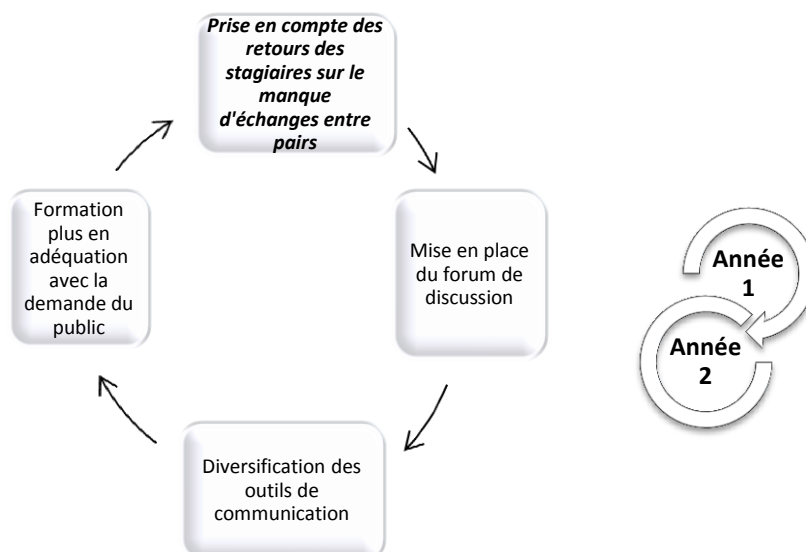 Prise en compte des
retours des
stagiaires sur le
manque
d'échanges entre
pairs
Mise en place
du forum de
discussion
Diversification des
outils de
communication
Formation
plus en
adéquation
avec la
demande du
public
Année
1
Année
2